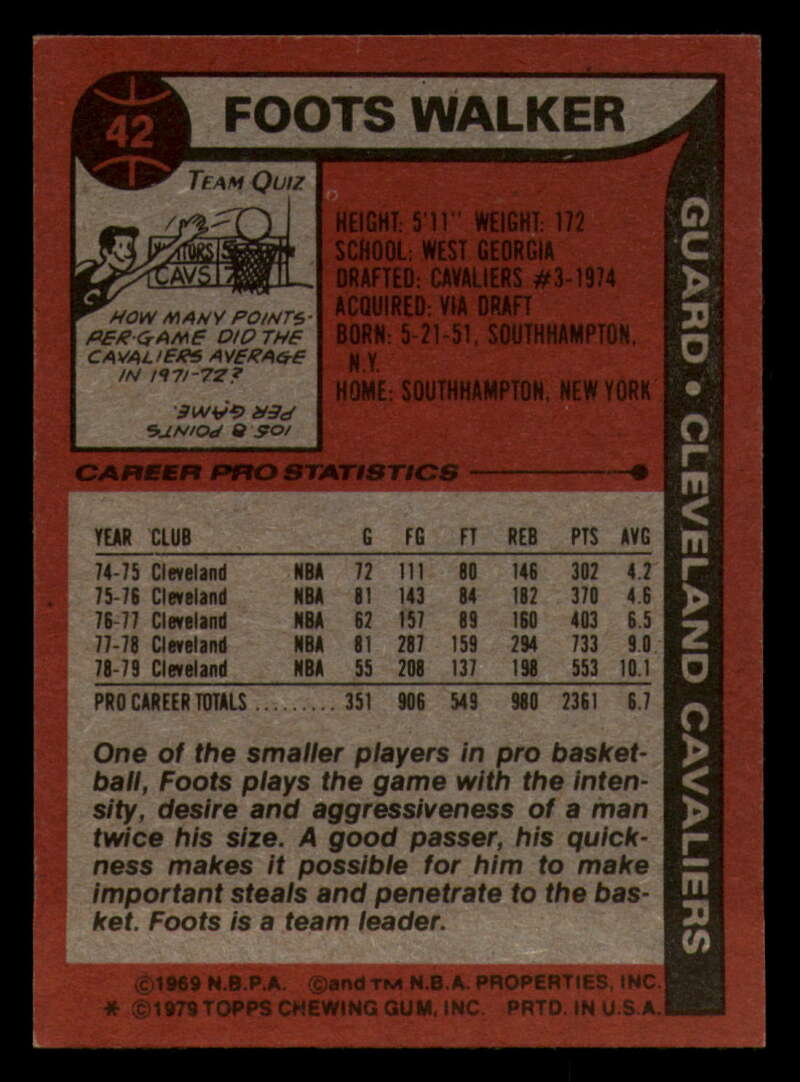 42
FOOTS WALKER
TEAM QUIZ
CAVS
HOW MANY POINTS-
PER-GAME DID THE
CAVALIERS AVERAGE
IN 1971-72?
105.8 POINTS
PER GAME.
HEIGHT: 5'11" WEIGHT: 172
SCHOOL: WEST GEORGIA
DRAFTED: CAVALIERS #3-1974
ACQUIRED: VIA DRAFT
BORN: 5-21-51, SOUTHHAMPTON,
N.Y.
HOME: SOUTHHAMPTON, NEW YORK
GUARD • CLEVELAND CAVALIERS
CAREER PRO STATISTICS
YEAR CLUB G FG FT REB PTS AVG
74-75 Cleveland NBA 72 111 80 146 302 4.2
75-76 Cleveland NBA 81 143 84 182 370 4.6
76-77 Cleveland NBA 62 157 89 160 403 6.5
77-78 Cleveland NBA 81 287 159 294 733 9.0
78-79 Cleveland NBA 55 208 137 198 553 10.1
PRO CAREER TOTALS ......... 351 906 549 980 2361 6.7
One of the smaller players in pro basket-
ball, Foots plays the game with the inten-
sity, desire and aggressiveness of a man
twice his size. A good passer, his quick-
ness makes it possible for him to make
important steals and penetrate to the bas-
ket. Foots is a team leader.
©1969 N.B.P.A. ©and TM N.B.A. PROPERTIES, INC.
* ©1979 TOPPS CHEWING GUM, INC. PRTD. IN U.S.A.